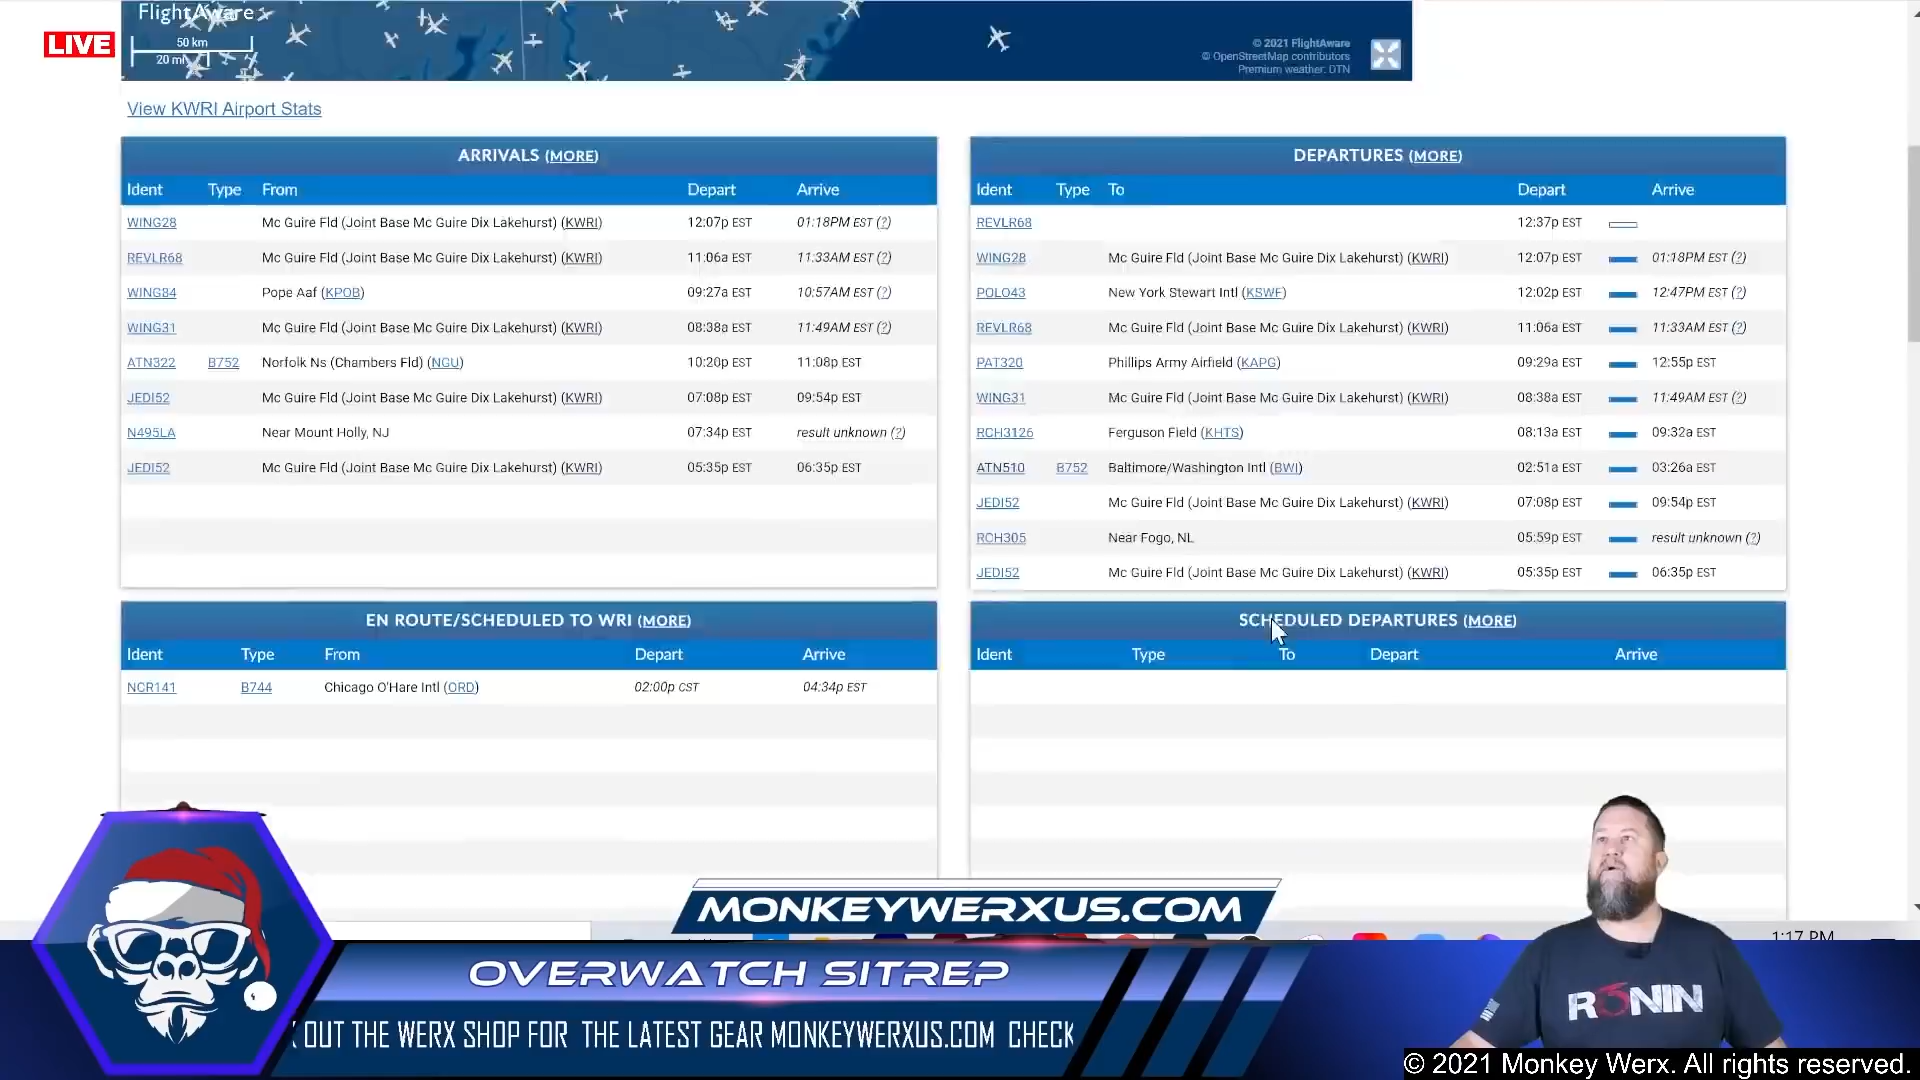 FlightAware
LIVE
50 km
20 mi
© 2021 FlightAware
© OpenStreetMap contributors
Premium weather: DTN
View KWRI Airport Stats
ARRIVALS (MORE)
Ident Type From Depart Arrive
WING28 Mc Guire Fld (Joint Base Mc Guire Dix Lakehurst) (KWRI) 12:07p EST 01:18PM EST (?)
REVLR68 Mc Guire Fld (Joint Base Mc Guire Dix Lakehurst) (KWRI) 11:06a EST 11:33AM EST (?)
WING84 Pope Aaf (KPOB) 09:27a EST 10:57AM EST (?)
WING31 Mc Guire Fld (Joint Base Mc Guire Dix Lakehurst) (KWRI) 08:38a EST 11:49AM EST (?)
ATN322 B752 Norfolk Ns (Chambers Fld) (NGU) 10:20p EST 11:08p EST
JEDI52 Mc Guire Fld (Joint Base Mc Guire Dix Lakehurst) (KWRI) 07:08p EST 09:54p EST
N495LA Near Mount Holly, NJ 07:34p EST result unknown (?)
JEDI52 Mc Guire Fld (Joint Base Mc Guire Dix Lakehurst) (KWRI) 05:35p EST 06:35p EST
DEPARTURES (MORE)
Ident Type To Depart Arrive
REVLR68 12:37p EST
WING28 Mc Guire Fld (Joint Base Mc Guire Dix Lakehurst) (KWRI) 12:07p EST 01:18PM EST (?)
POLO43 New York Stewart Intl (KSWF) 12:02p EST 12:47PM EST (?)
REVLR68 Mc Guire Fld (Joint Base Mc Guire Dix Lakehurst) (KWRI) 11:06a EST 11:33AM EST (?)
PAT320 Phillips Army Airfield (KAPG) 09:29a EST 12:55p EST
WING31 Mc Guire Fld (Joint Base Mc Guire Dix Lakehurst) (KWRI) 08:38a EST 11:49AM EST (?)
RCH3126 Ferguson Field (KHTS) 08:13a EST 09:32a EST
ATN510 B752 Baltimore/Washington Intl (BWI) 02:51a EST 03:26a EST
JEDI52 Mc Guire Fld (Joint Base Mc Guire Dix Lakehurst) (KWRI) 07:08p EST 09:54p EST
RCH305 Near Fogo, NL 05:59p EST result unknown (?)
JEDI52 Mc Guire Fld (Joint Base Mc Guire Dix Lakehurst) (KWRI) 05:35p EST 06:35p EST
EN ROUTE/SCHEDULED TO WRI (MORE)
Ident Type From Depart Arrive
NCR141 B744 Chicago O'Hare Intl (ORD) 02:00p CST 04:34p EST
SCHEDULED DEPARTURES (MORE)
Ident Type To Depart Arrive
MONKEYWERXUS.COM
1:17 PM
OVERWATCH SITREP
OUT THE WERX SHOP FOR THE LATEST GEAR MONKEYWERXUS.COM CHECK
R3NIN
© 2021 Monkey Werx. All rights reserved.